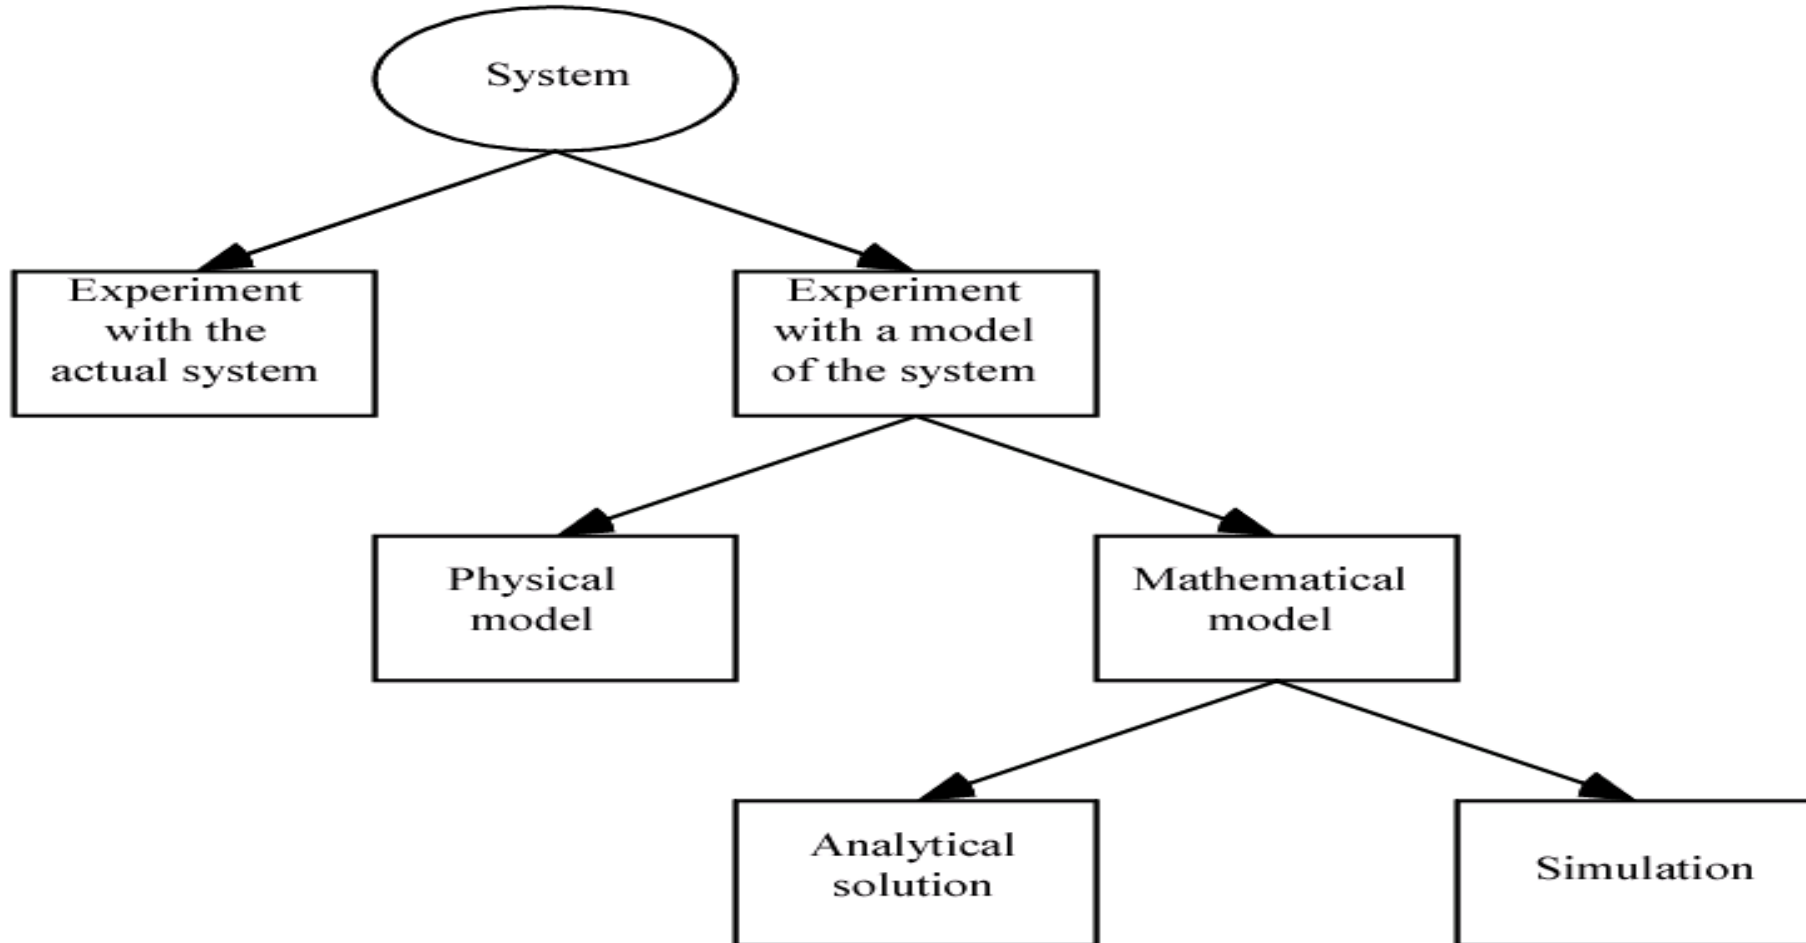 System
Experiment
with the
actual system
Experiment
with a model
of the system
Physical
model
Mathematical
model
Analytical
solution
Simulation